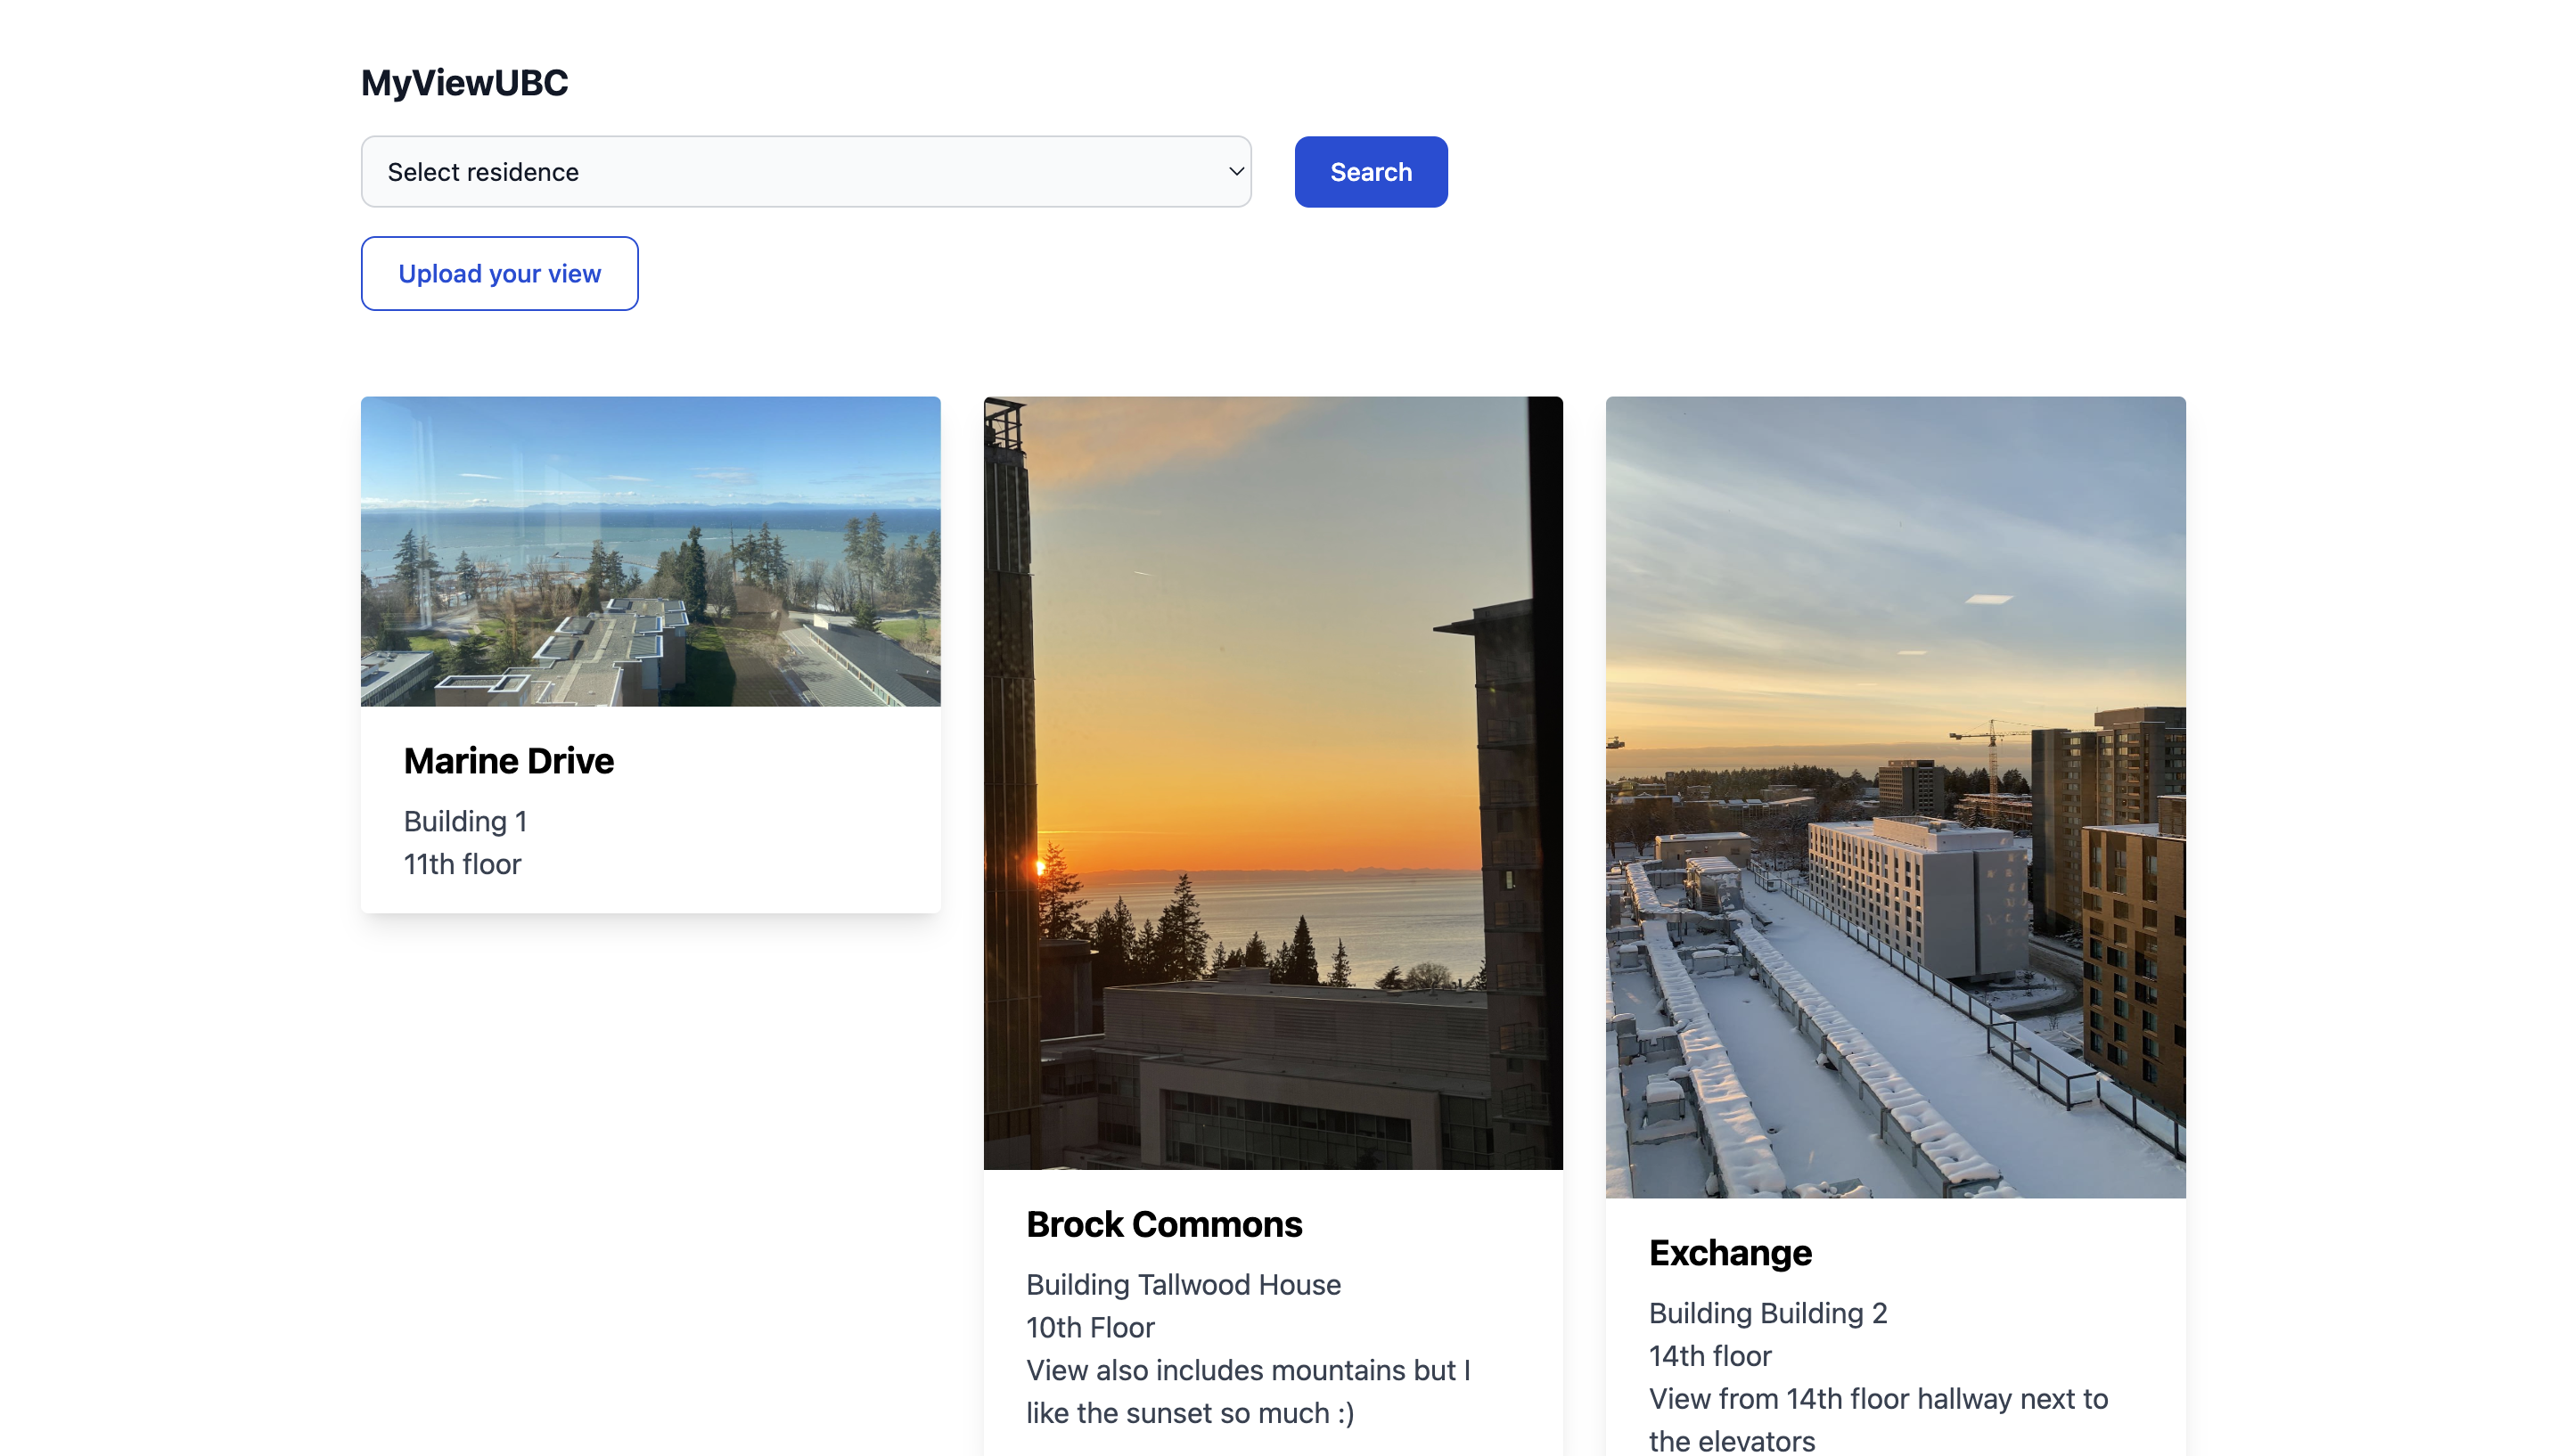 MyViewUBC
Select residence
Search
Upload your view
Marine Drive
Building 1
11th floor
Brock Commons
Building Tallwood House
10th Floor
View also includes mountains but I
like the sunset so much :)
Exchange
Building Building 2
14th floor
View from 14th floor hallway next to
the elevators